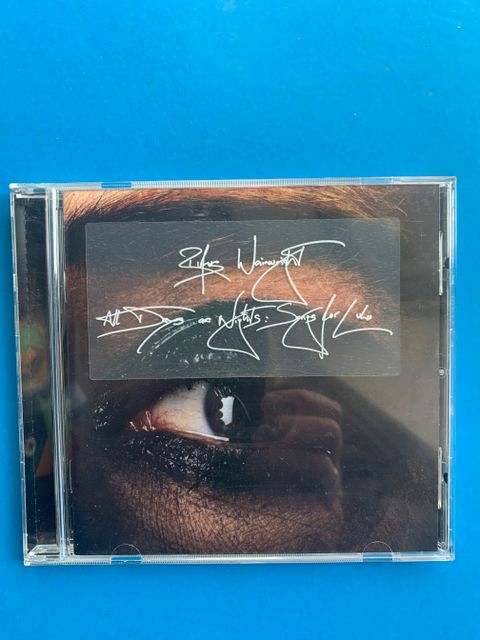 Rufus Wainwright
All Days are Nights: Songs for Lulu